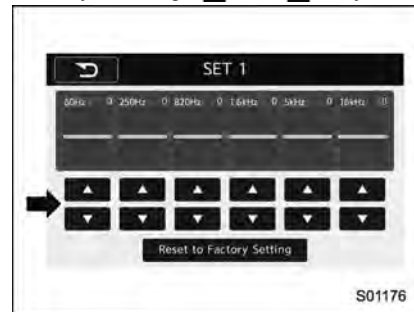 SET 1
60Hz 0 250Hz 0 820Hz 0 1.6kHz 0 5kHz 0 16kHz 0
Reset to Factory Setting
S01176